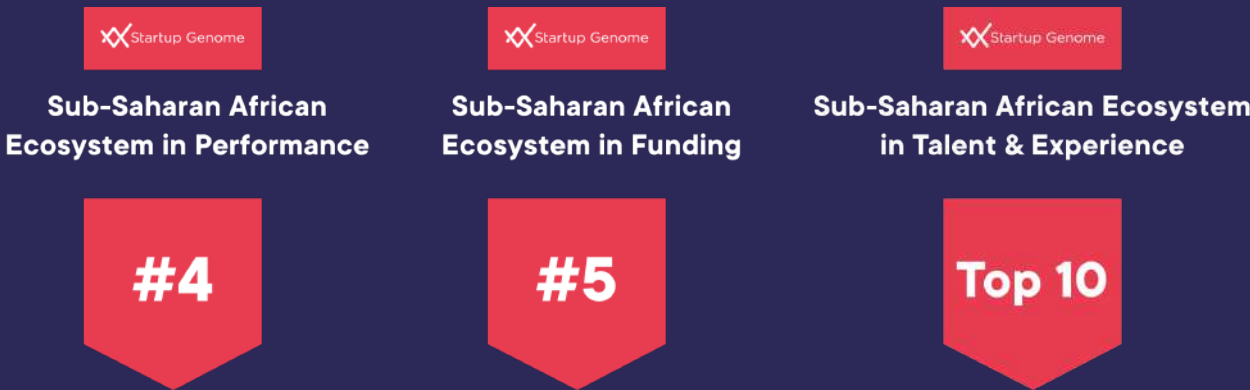 Startup Genome
Sub-Saharan African
Ecosystem in Performance
#4
Startup Genome
Sub-Saharan African
Ecosystem in Funding
#5
Startup Genome
Sub-Saharan African Ecosystem
in Talent & Experience
Top 10